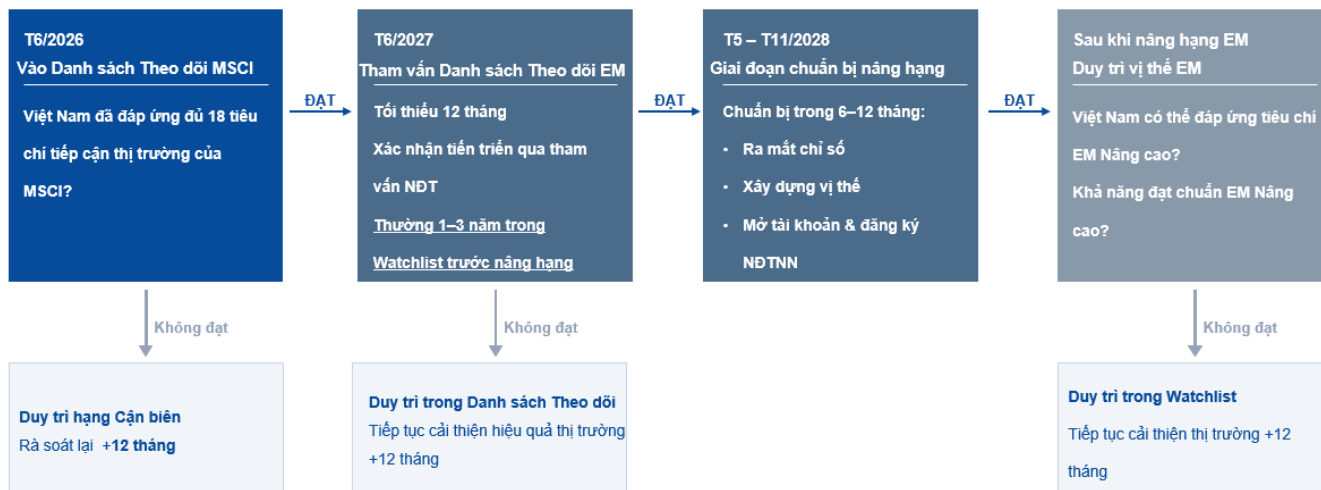 T6/2026
Vào Danh sách Theo dõi MSCI
Việt Nam đã đáp ứng đủ 18 tiêu
chí tiếp cận thị trường của
MSCI?
ĐẠT
T6/2027
Tham vấn Danh sách Theo dõi EM
Tối thiểu 12 tháng
Xác nhận tiến triển qua tham
vấn NĐT
Thường 1–3 năm trong
Watchlist trước nâng hạng
ĐẠT
T5 – T11/2028
Giai đoạn chuẩn bị nâng hạng
Chuẩn bị trong 6–12 tháng:
• Ra mắt chỉ số
• Xây dựng vị thế
• Mở tài khoản & đăng ký
NĐTNN
ĐẠT
Sau khi nâng hạng EM
Duy trì vị thế EM
Việt Nam có thể đáp ứng tiêu chí
EM Nâng cao?
Khả năng đạt chuẩn EM Nâng
cao?
Không đạt
Không đạt
Không đạt
Duy trì hạng Cận biên
Rà soát lại +12 tháng
Duy trì trong Danh sách Theo dõi
Tiếp tục cải thiện hiệu quả thị trường
+12 tháng
Duy trì trong Watchlist
Tiếp tục cải thiện thị trường +12
tháng